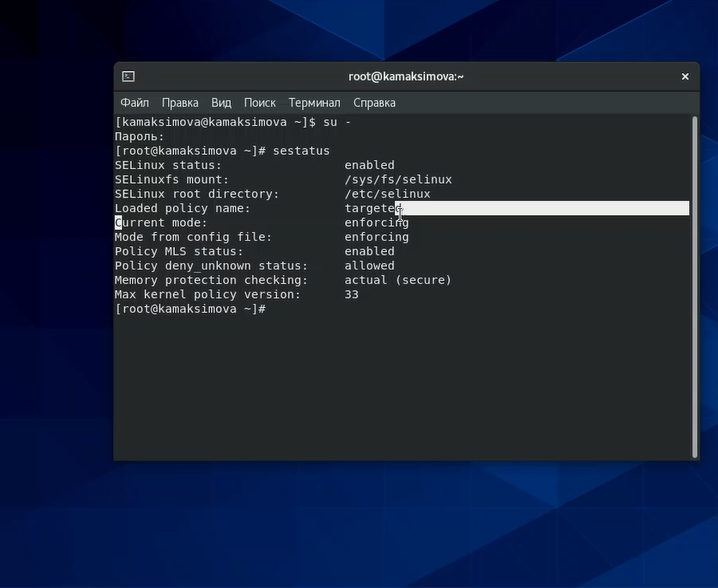 root@kamaksimova:~
Файл Правка Вид Поиск Терминал Справка
[kamaksimova@kamaksimova ~]$ su -
Пароль:
[root@kamaksimova ~]# sestatus
SELinux status:                 enabled
SELinuxfs mount:                /sys/fs/selinux
SELinux root directory:         /etc/selinux
Loaded policy name:             targeted
Current mode:                   enforcing
Mode from config file:          enforcing
Policy MLS status:              enabled
Policy deny_unknown status:     allowed
Memory protection checking:     actual (secure)
Max kernel policy version:      33
[root@kamaksimova ~]#